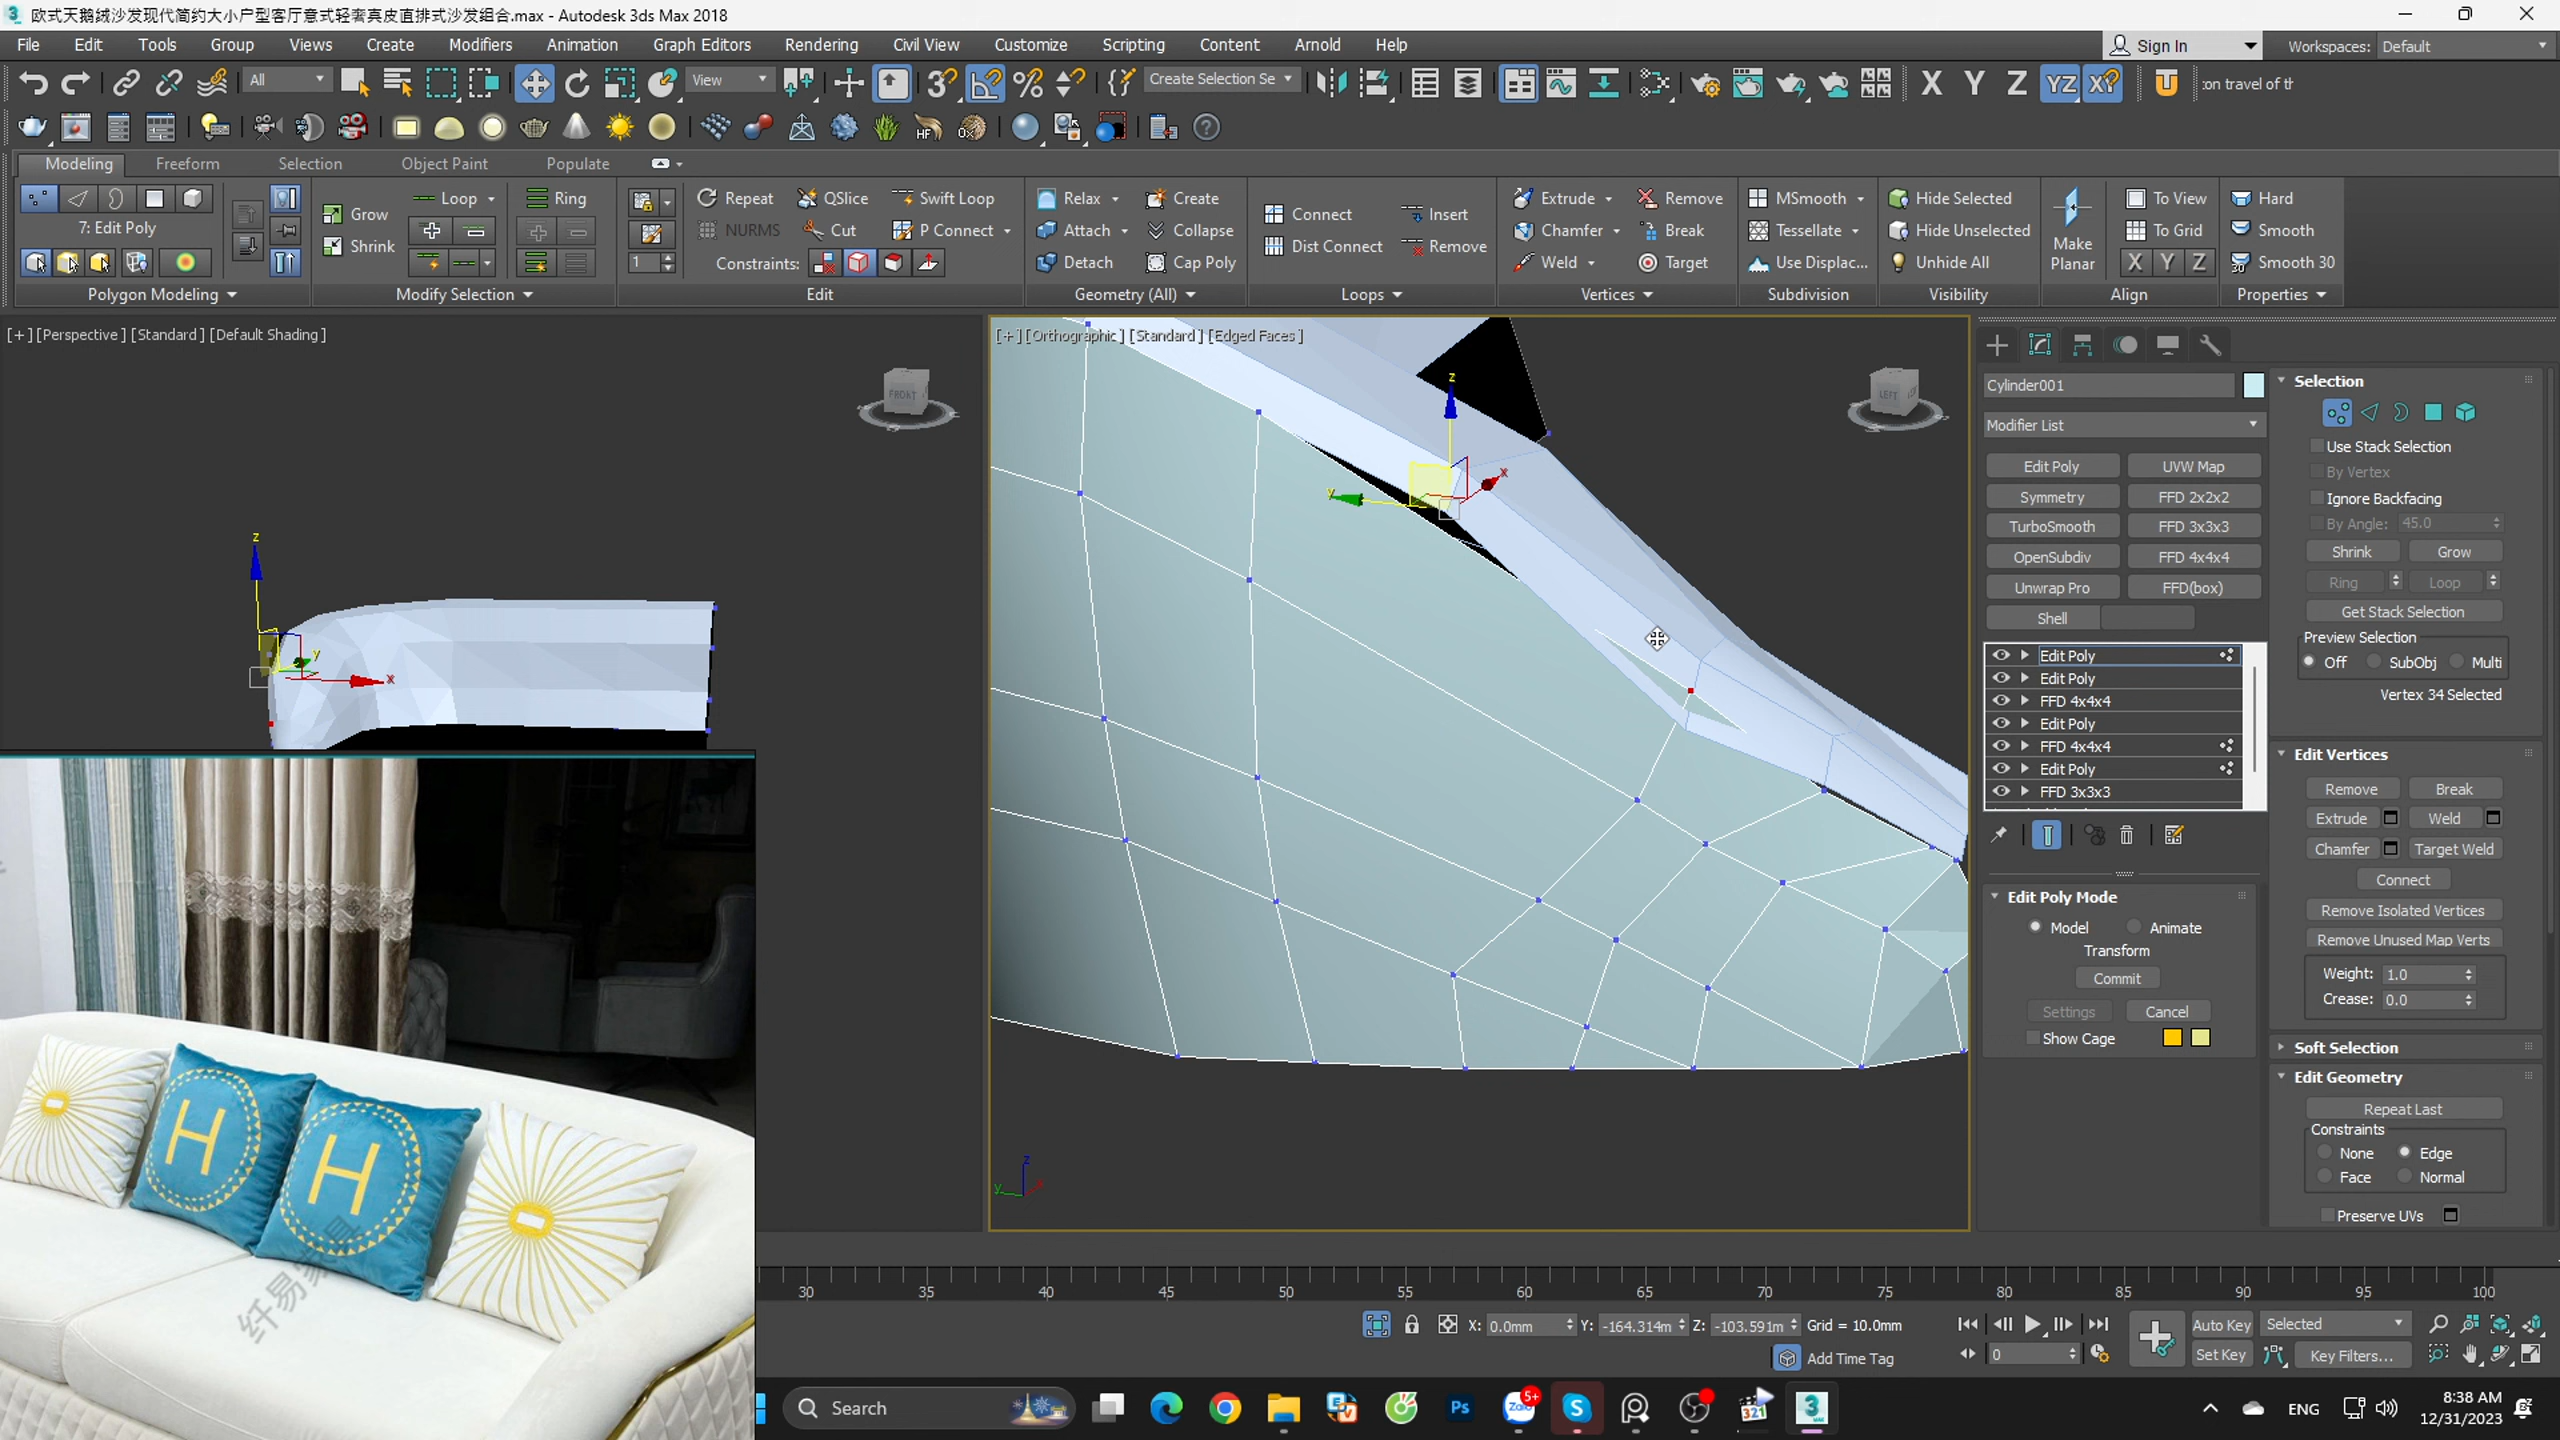 欧式天鹅绒沙发现代简约大小户型客厅意式轻奢真皮直排式沙发组合.max - Autodesk 3ds Max 2018
File Edit Tools Group Views Create Modifiers Animation Graph Editors Rendering Civil View Customize Scripting Content Arnold Help
Sign In Workspaces: Default
All View Create Selection Se X Y Z YZ XY on travel of th
Modeling Freeform Selection Object Paint Populate
Loop Ring Repeat QSlice Swift Loop Relax Create Extrude Remove MSmooth Hide Selected To View Hard
Grow Connect Insert
7: Edit Poly NURMS Cut P Connect Attach Collapse Chamfer Break Tessellate Hide Unselected To Grid Smooth
Shrink Dist Connect Remove Make
1 Constraints: Detach Cap Poly Weld Target Use Displac... Unhide All Planar X Y Z Smooth 30
Polygon Modeling Modify Selection Edit Geometry (All) Loops Vertices Subdivision Visibility Align Properties
[+] [Perspective ] [Standard ] [Default Shading ]
[+] [Orthographic ] [Standard ] [Edged Faces ]
FRONT
LEFT
z
y
x
z
y
x
z
y
Cylinder001
Modifier List
Edit Poly UVW Map
Symmetry FFD 2x2x2
TurboSmooth FFD 3x3x3
OpenSubdiv FFD 4x4x4
Unwrap Pro FFD(box)
Shell
Edit Poly
Edit Poly
FFD 4x4x4
Edit Poly
FFD 4x4x4
Edit Poly
FFD 3x3x3
Edit Poly Mode
Model Animate
Transform
Commit
Settings Cancel
Show Cage
Selection
Use Stack Selection
By Vertex
Ignore Backfacing
By Angle: 45.0
Shrink Grow
Ring Loop
Get Stack Selection
Preview Selection
Off SubObj Multi
Vertex 34 Selected
Edit Vertices
Remove Break
Extrude Weld
Chamfer Target Weld
Connect
Remove Isolated Vertices
Remove Unused Map Verts
Weight: 1.0
Crease: 0.0
Soft Selection
Edit Geometry
Repeat Last
Constraints
None Edge
Face Normal
Preserve UVs
H
H
30 35 40 45 50 55 60 65 70 75 80 85 90 95 100
X: 0.0mm Y: -164.314m Z: -103.591m Grid = 10.0mm
Add Time Tag
0
Auto Key Selected
Set Key Key Filters...
Search
Ps
Zalo
5+
321
ENG
8:38 AM
12/31/2023